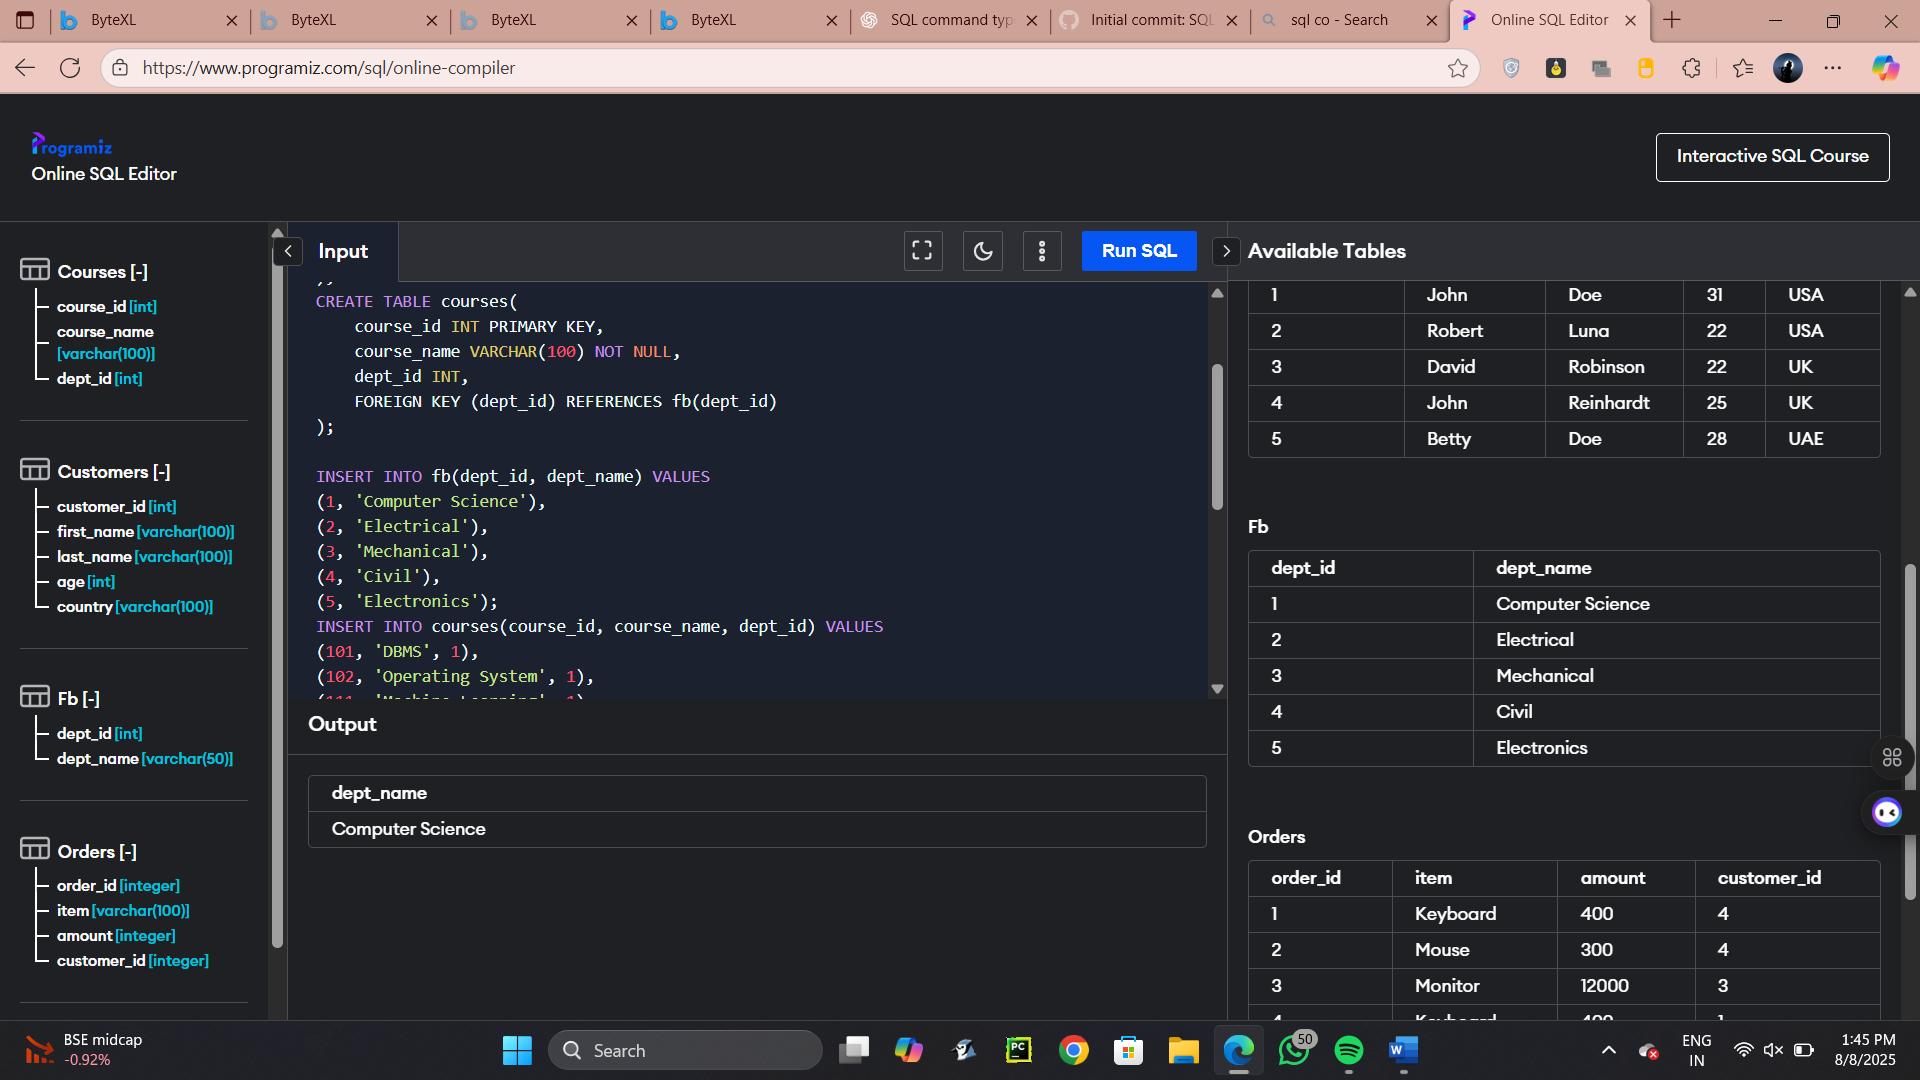 ByteXL
ByteXL
ByteXL
ByteXL
SQL command typ
Initial commit: SQL
sql co - Search
Online SQL Editor
https://www.programiz.com/sql/online-compiler
Programiz
Online SQL Editor
Interactive SQL Course
Courses [-]
course_id [int]
course_name
[varchar(100)]
dept_id [int]
Customers [-]
customer_id [int]
first_name [varchar(100)]
last_name [varchar(100)]
age [int]
country [varchar(100)]
Fb [-]
dept_id [int]
dept_name [varchar(50)]
Orders [-]
order_id [integer]
item [varchar(100)]
amount [integer]
customer_id [integer]
Input
Run SQL
);
CREATE TABLE courses(
course_id INT PRIMARY KEY,
course_name VARCHAR(100) NOT NULL,
dept_id INT,
FOREIGN KEY (dept_id) REFERENCES fb(dept_id)
);
INSERT INTO fb(dept_id, dept_name) VALUES
(1, 'Computer Science'),
(2, 'Electrical'),
(3, 'Mechanical'),
(4, 'Civil'),
(5, 'Electronics');
INSERT INTO courses(course_id, course_name, dept_id) VALUES
(101, 'DBMS', 1),
(102, 'Operating System', 1),
(111, 'Machine Learning', 1)
Output
dept_name
Computer Science
Available Tables
1 John Doe 31 USA
2 Robert Luna 22 USA
3 David Robinson 22 UK
4 John Reinhardt 25 UK
5 Betty Doe 28 UAE
Fb
dept_id dept_name
1 Computer Science
2 Electrical
3 Mechanical
4 Civil
5 Electronics
Orders
order_id item amount customer_id
1 Keyboard 400 4
2 Mouse 300 4
3 Monitor 12000 3
4 Keyboard 400 1
BSE midcap
-0.92%
Search
PC
50
W
ENG
IN
1:45 PM
8/8/2025